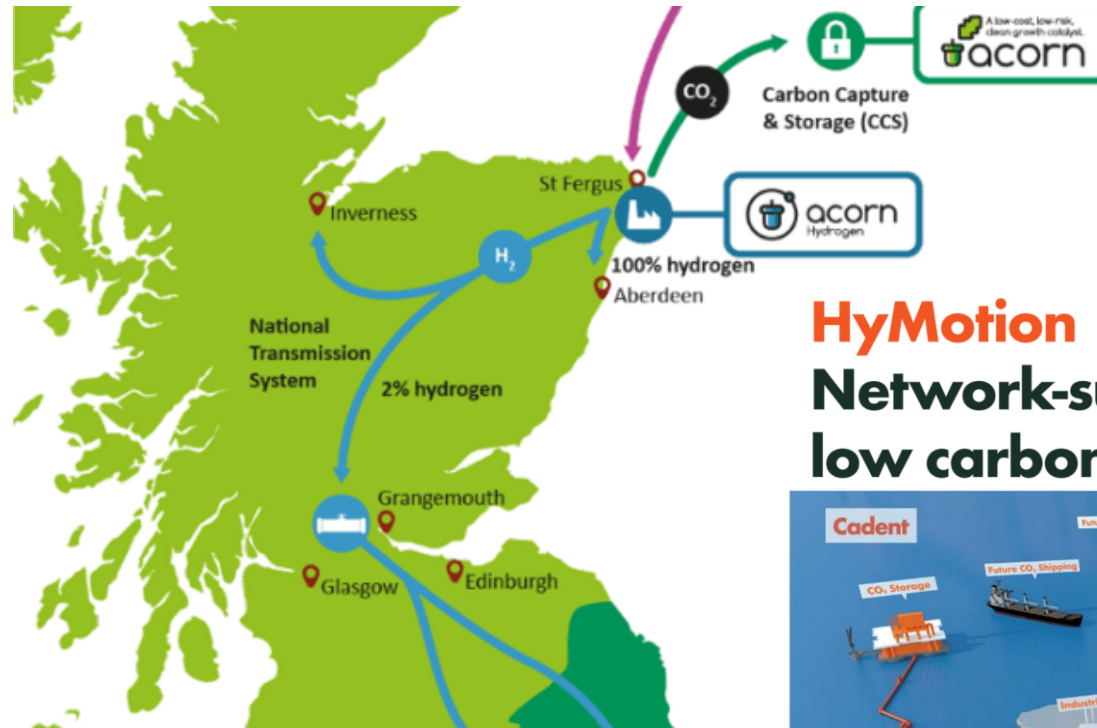 A low-cost, low-risk,
clean growth catalyst.
acorn
CO₂
Carbon Capture
& Storage (CCS)
St Fergus
acorn
Hydrogen
Inverness
H₂
100% hydrogen
Aberdeen
National
Transmission
System
2% hydrogen
Grangemouth
Glasgow
Edinburgh
HyMotion
Network-su
low carbon
Cadent
Futu
Future CO₂ Shipping
CO₂ Storage
Industri